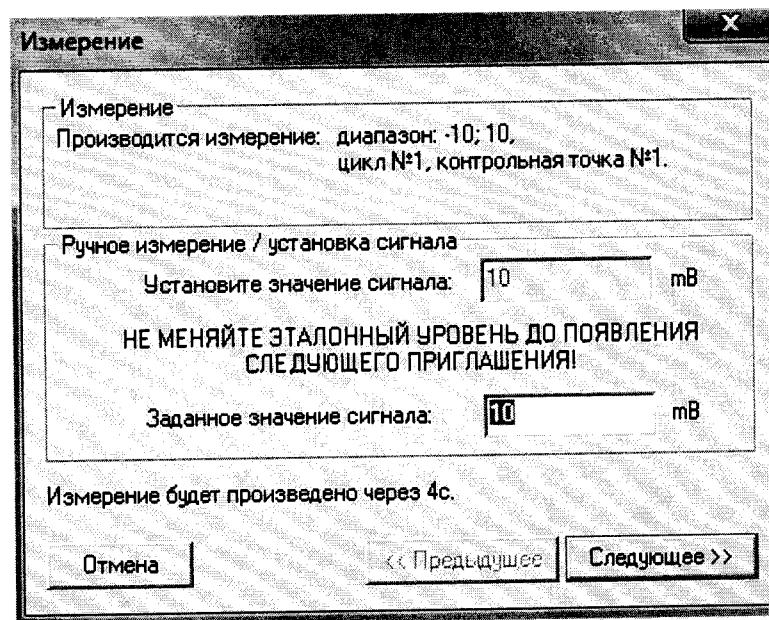 Измерение
Измерение
Производится измерение: диапазон: -10; 10,
цикл №1, контрольная точка №1.
Ручное измерение / установка сигнала
Установите значение сигнала: 10 mB
НЕ МЕНЯЙТЕ ЭТАЛОННЫЙ УРОВЕНЬ ДО ПОЯВЛЕНИЯ
СЛЕДУЮЩЕГО ПРИГЛАШЕНИЯ!
Заданное значение сигнала: 10 mB
Измерение будет произведено через 4с.
Отмена << Предыдущее Следующее >>